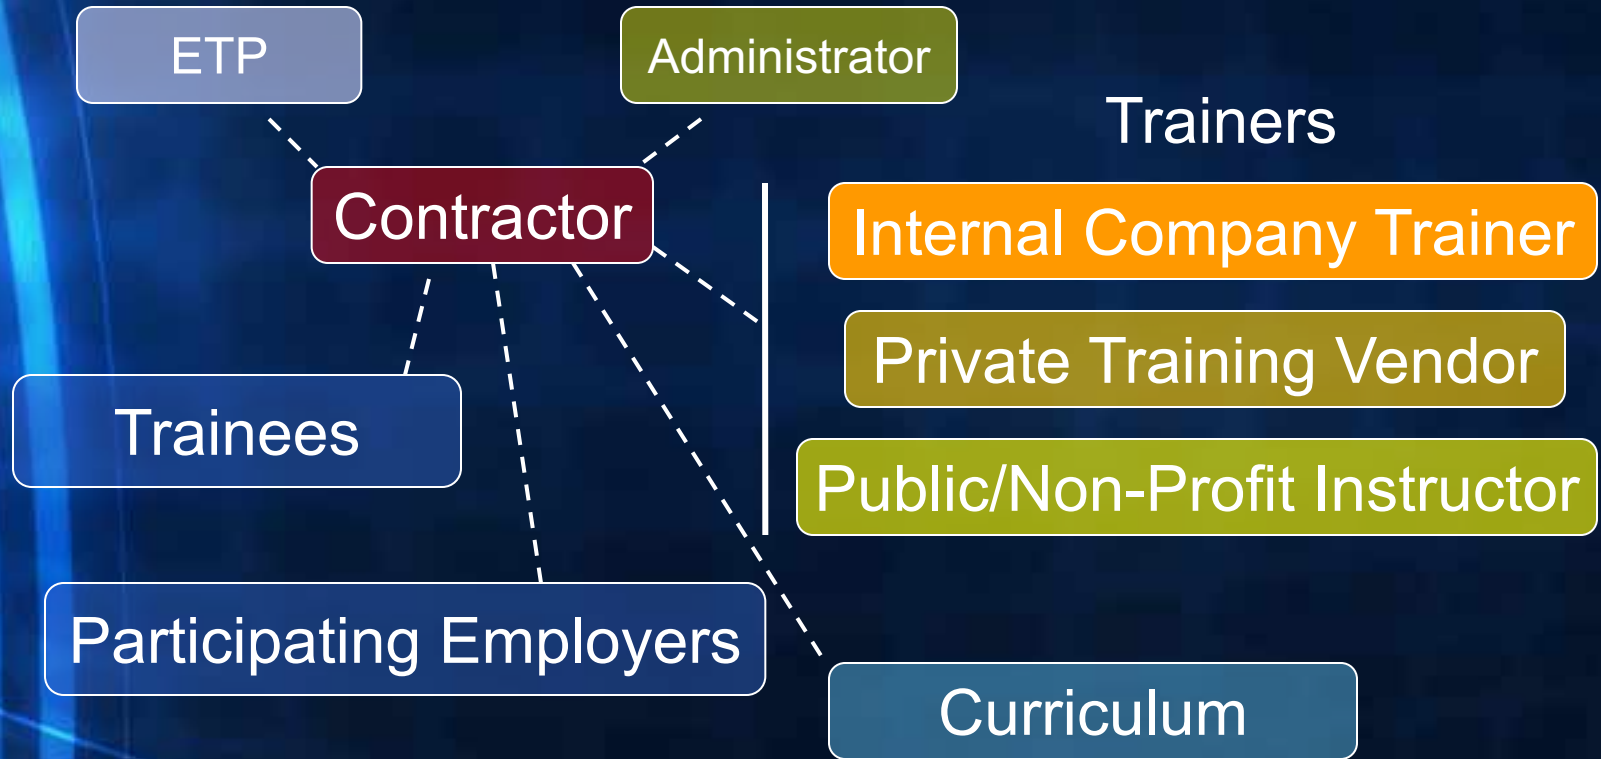 ETP
Administrator
Trainers
Contractor
Internal Company Trainer
Private Training Vendor
Trainees
Public/Non-Profit Instructor
Participating Employers
Curriculum